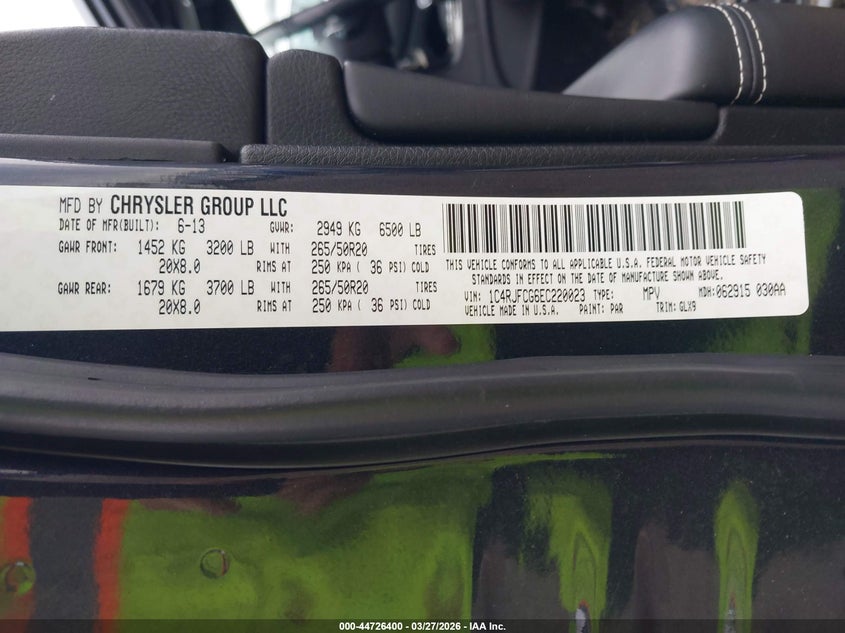 MFD BY CHRYSLER GROUP LLC
DATE OF MFR(BUILT): 6-13 GVWR: 2949 KG 6500 LB
GAWR FRONT: 1452 KG 3200 LB WITH 265/50R20 TIRES
20X8.0 RIMS AT 250 KPA ( 36 PSI) COLD
GAWR REAR: 1679 KG 3700 LB WITH 265/50R20 TIRES
20X8.0 RIMS AT 250 KPA ( 36 PSI) COLD
THIS VEHICLE CONFORMS TO ALL APPLICABLE U.S.A. FEDERAL MOTOR VEHICLE SAFETY
STANDARDS IN EFFECT ON THE DATE OF MANUFACTURE SHOWN ABOVE.
VIN: 1C4RJFCG6EC220023 TYPE: MPV MDH: 062915 030AA
VEHICLE MADE IN U.S.A. PAINT: PAR TRIM: GLX9
000-44726400 - 03/27/2026 - IAA Inc.